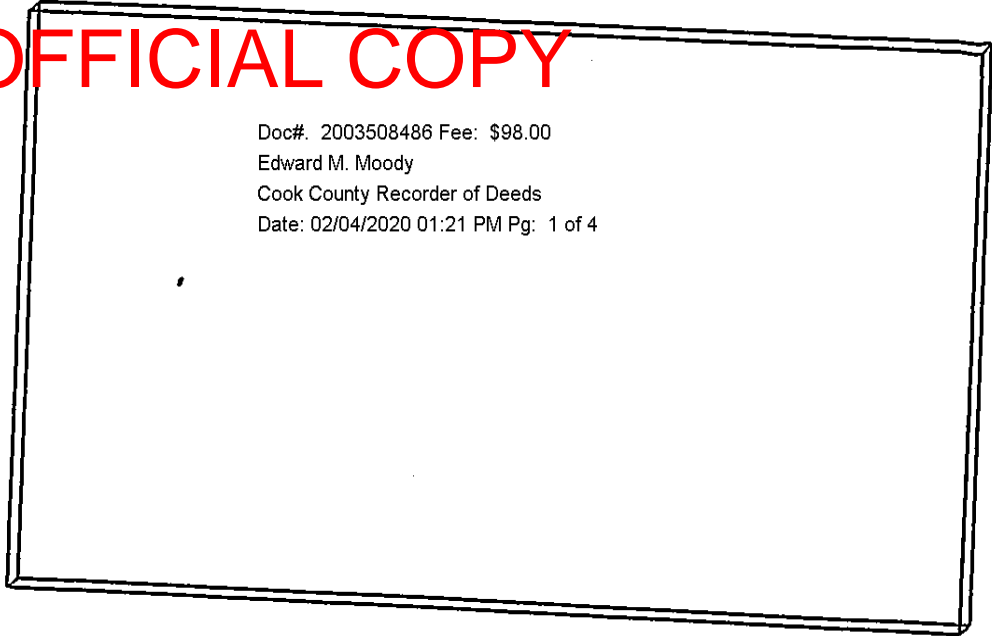 OFFICIAL COPY
Doc#. 2003508486 Fee: $98.00
Edward M. Moody
Cook County Recorder of Deeds
Date: 02/04/2020 01:21 PM Pg: 1 of 4